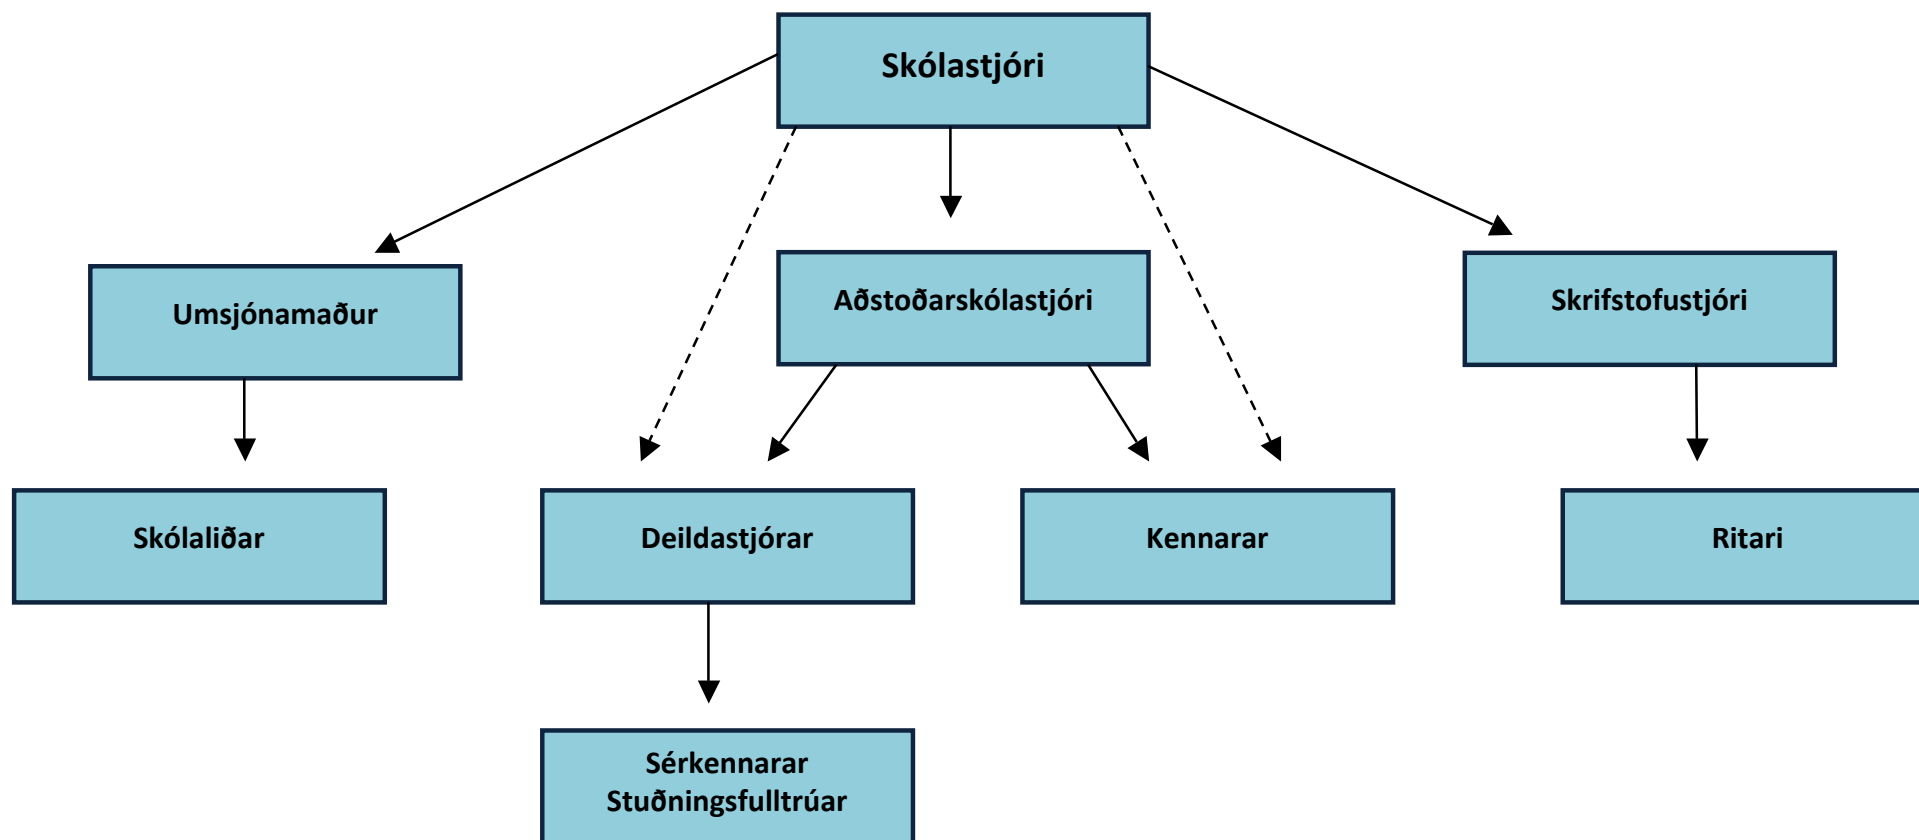 Skólastjóri
Umsjónamaður
Aðstoðarskólastjóri
Skrifstofustjóri
Skólaliðar
Deildastjórar
Kennarar
Ritari
Sérkennarar
Stuðningsfulltrúar